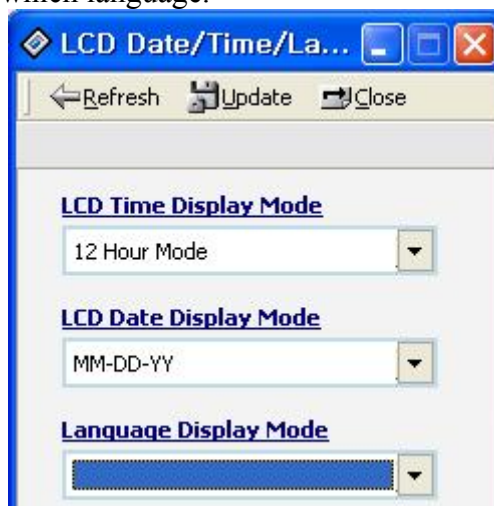 which language.
LCD Date/Time/La...
Refresh Update Close
LCD Time Display Mode
12 Hour Mode
LCD Date Display Mode
MM-DD-YY
Language Display Mode